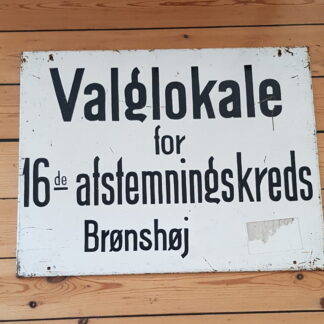 Valglokale
for
16de afstemningskreds
Brønshøj